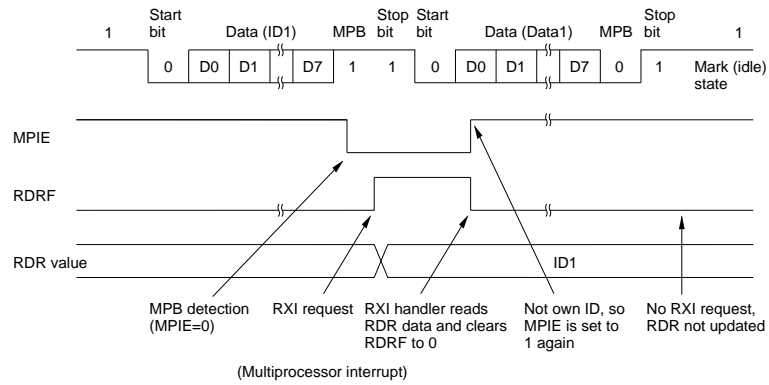 Start bit Data (ID1) MPB Stop bit Start bit Data (Data1) MPB Stop bit
1 1
0 D0 D1 D7 1 1 0 D0 D1 D7 0 1 Mark (idle) state
MPIE
RDRF
RDR value ID1
MPB detection
(MPIE=0)
RXI request
RXI handler reads
RDR data and clears
RDRF to 0
Not own ID, so
MPIE is set to
1 again
No RXI request,
RDR not updated
(Multiprocessor interrupt)